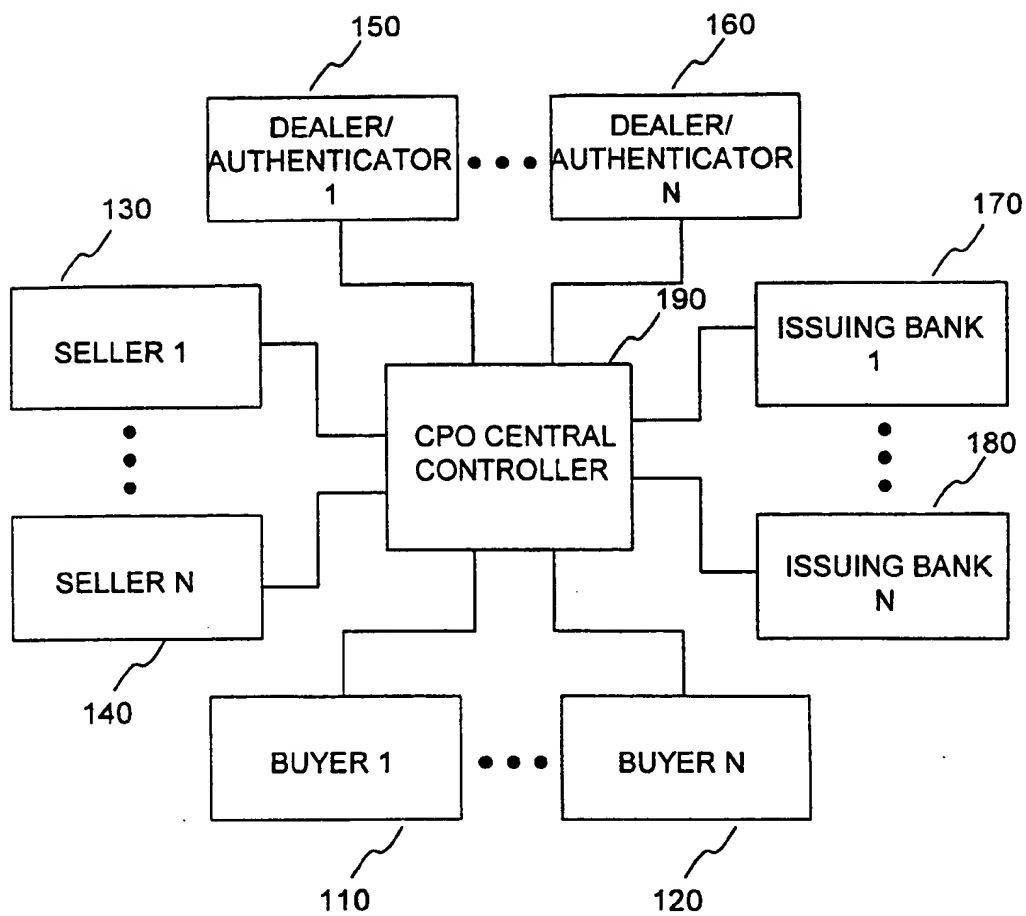 150
160
DEALER/
AUTHENTICATOR
1
DEALER/
AUTHENTICATOR
N
130
170
190
SELLER 1
ISSUING BANK
1
CPO CENTRAL
CONTROLLER
180
SELLER N
ISSUING BANK
N
140
BUYER 1
BUYER N
110
120